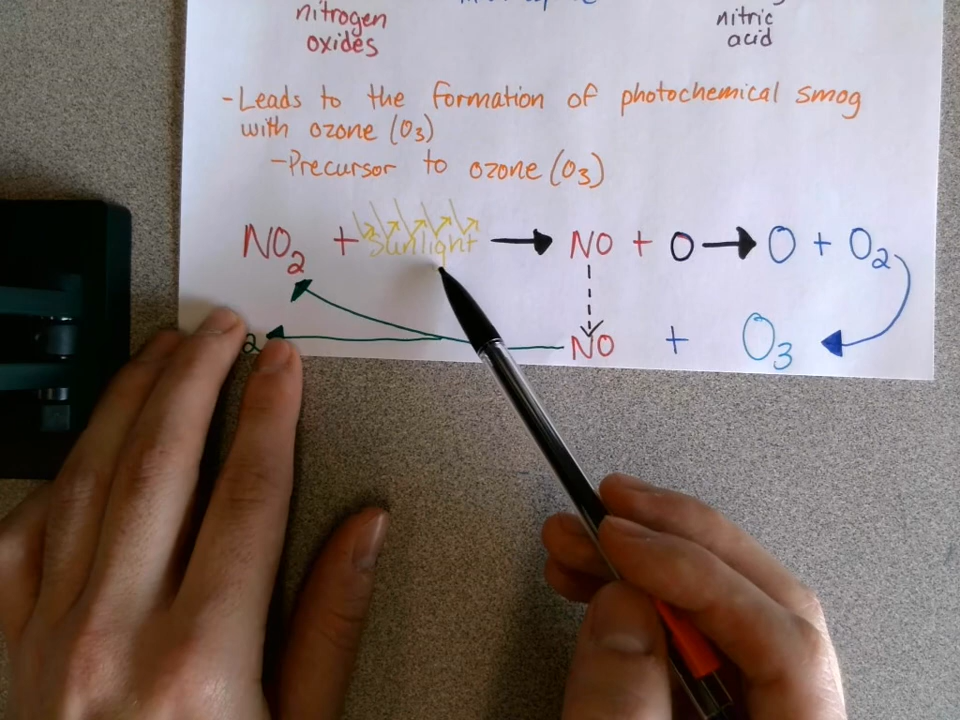 nitrogen
oxides
nitric
acid
-Leads to the formation of photochemical smog
with ozone (O₃)
-Precursor to ozone (O₃)
NO₂ + Sunlight → NO + O → O + O₂
2 NO + O₃